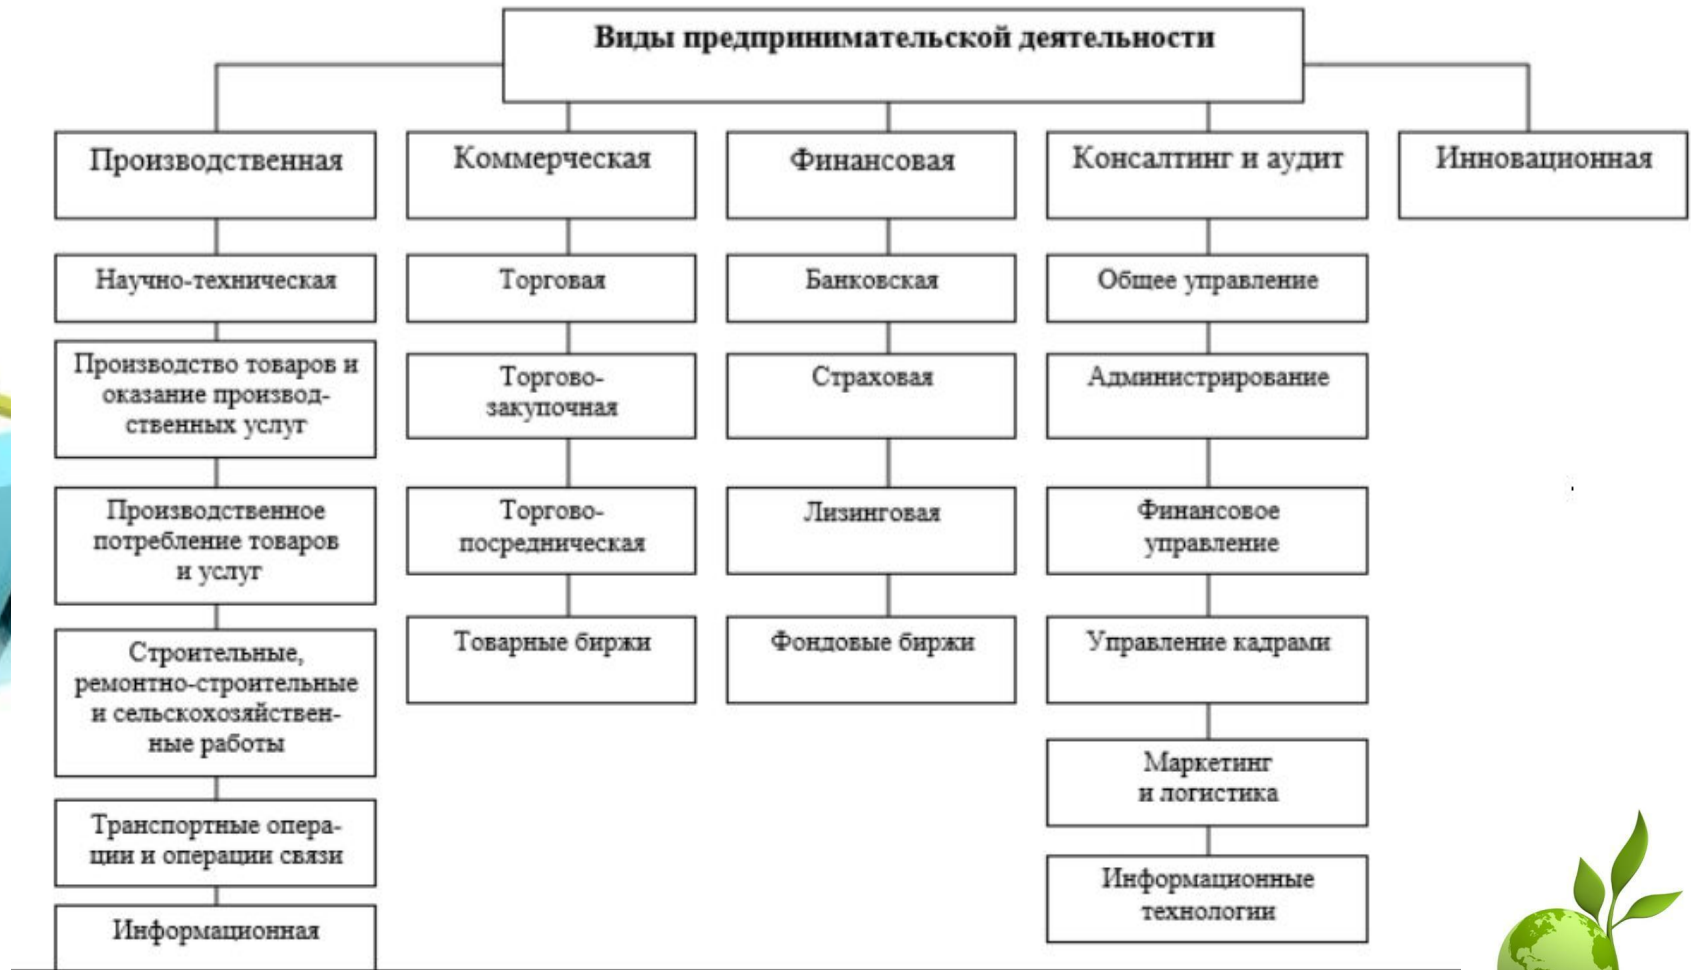 Виды предпринимательской деятельности
Производственная
Коммерческая
Финансовая
Консалтинг и аудит
Инновационная
Научно-техническая
Производство товаров и
оказание производ-
ственных услуг
Производственное
потребление товаров
и услуг
Строительные,
ремонтно-строительные
и сельскохозяйствен-
ные работы
Транспортные опера-
ции и операции связи
Информационная
Торговая
Торгово-
закупочная
Торгово-
посредническая
Товарные биржи
Банковская
Страховая
Лизинговая
Фондовые биржи
Общее управление
Администрирование
Финансовое
управление
Управление кадрами
Маркетинг
и логистика
Информационные
технологии